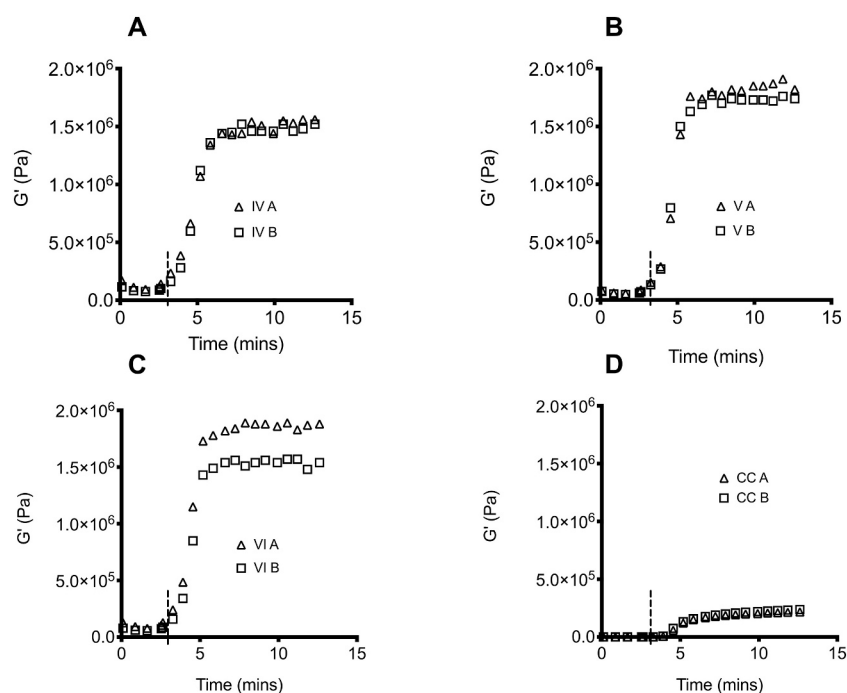 A
2.0×10⁶
1.5×10⁶
1.0×10⁶
5.0×10⁵
0.0
G' (Pa)
IV A
IV B
0 5 10 15
Time (mins)
B
2.0×10⁶
1.5×10⁶
1.0×10⁶
5.0×10⁵
0.0
G' (Pa)
V A
V B
0 5 10 15
Time (mins)
C
2.0×10⁶
1.5×10⁶
1.0×10⁶
5.0×10⁵
0.0
G' (Pa)
VI A
VI B
0 5 10 15
Time (mins)
D
2.0×10⁶
1.5×10⁶
1.0×10⁶
5.0×10⁵
0.0
G' (Pa)
CC A
CC B
0 5 10 15
Time (mins)